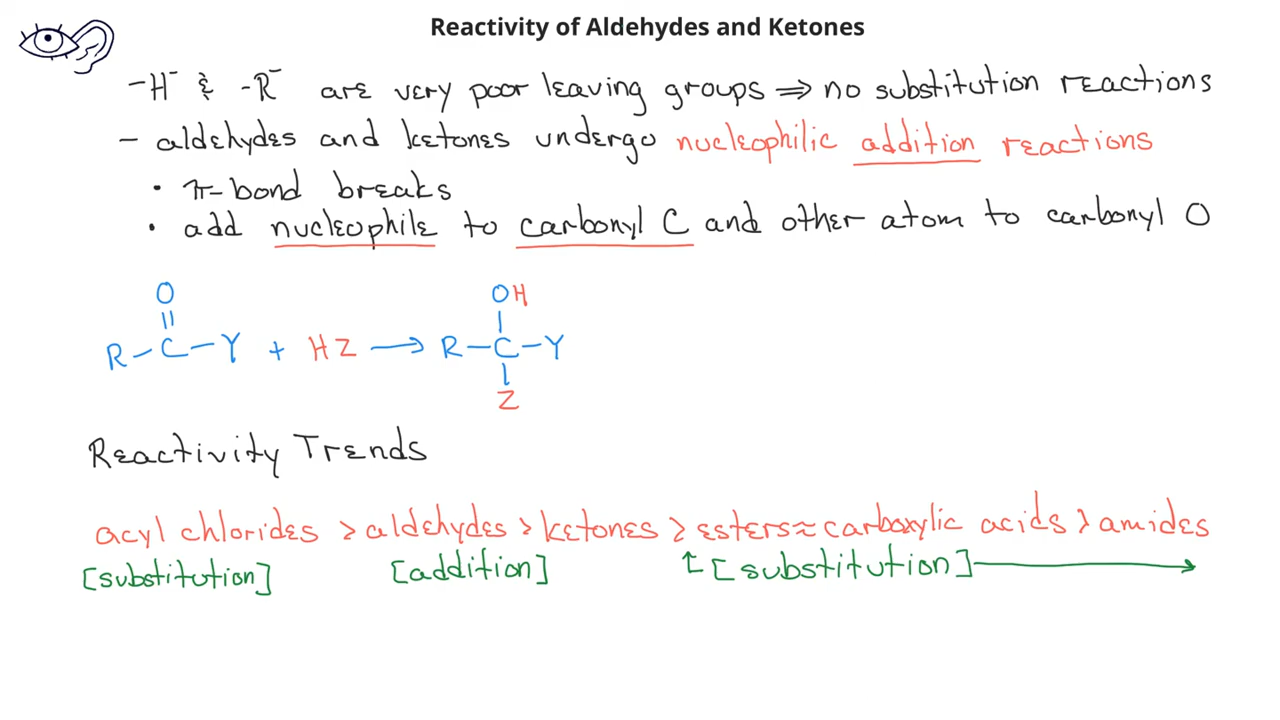 Reactivity of Aldehydes and Ketones
-H⁻ & -R⁻ are very poor leaving groups ⇒ no substitution reactions
- aldehydes and ketones undergo nucleophilic addition reactions
• π-bond breaks
• add nucleophile to carbonyl C and other atom to carbonyl O
O OH
R-C-Y + HZ → R-C-Y
Z
Reactivity Trends
acyl chlorides > aldehydes > ketones > esters ≈ carboxylic acids > amides
[substitution] [addition] [substitution]